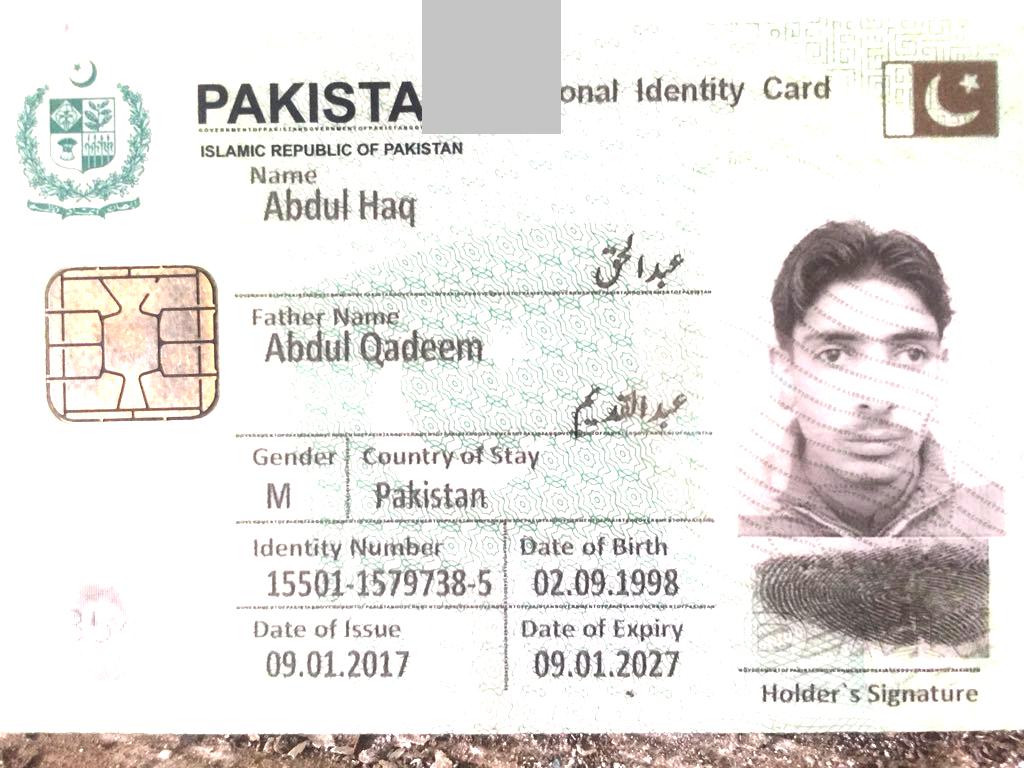 PAKISTA
onal Identity Card
ISLAMIC REPUBLIC OF PAKISTAN
Name
Abdul Haq
عبدالحق
Father Name
Abdul Qadeem
عبدالقدیم
Gender Country of Stay
M Pakistan
Identity Number Date of Birth
15501-1579738-5 02.09.1998
Date of Issue Date of Expiry
09.01.2017 09.01.2027
Holder`s Signature